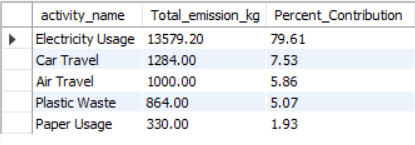 activity_name Total_emission_kg Percent_Contribution
Electricity Usage 13579.20 79.61
Car Travel 1284.00 7.53
Air Travel 1000.00 5.86
Plastic Waste 864.00 5.07
Paper Usage 330.00 1.93